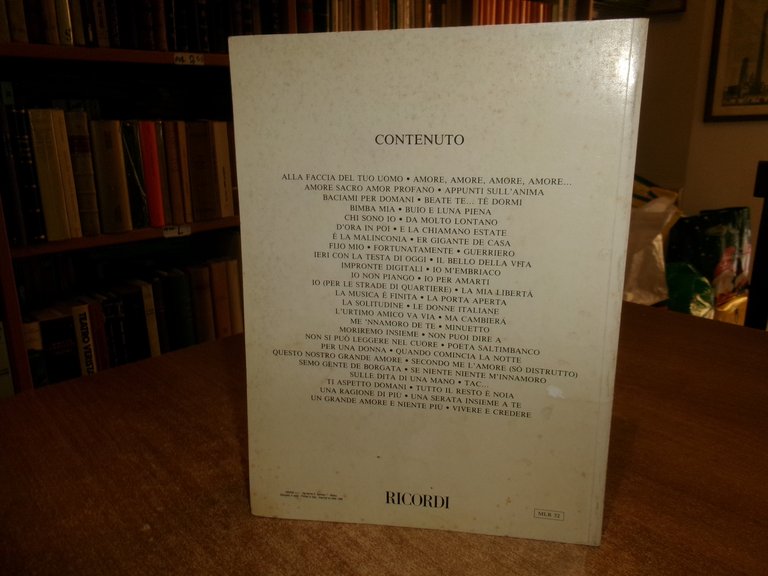 CONTENUTO
ALLA FACCIA DEL TUO UOMO • AMORE, AMORE, AMORE, AMORE...
AMORE SACRO AMOR PROFANO • APPUNTI SULL'ANIMA
BACIAMI PER DOMANI • BEATE TE... TÈ DORMI
BIMBA MIA • BUIO E LUNA PIENA
CHI SONO IO • DA MOLTO LONTANO
D'ORA IN POI • E LA CHIAMANO ESTATE
È LA MALINCONIA • ER GIGANTE DE CASA
FIJO MIO • FORTUNATAMENTE • GUERRIERO
IERI CON LA TESTA DI OGGI • IL BELLO DELLA VITA
IMPRONTE DIGITALI • IO M'EMBRIACO
IO NON PIANGO • IO PER AMARTI
IO (PER LE STRADE DI QUARTIERE) • LA MIA LIBERTÁ
LA MUSICA È FINITA • LA PORTA APERTA
LA SOLITUDINE • LE DONNE ITALIANE
L'URTIMO AMICO VA VIA • MA CAMBIERÁ
ME 'NNAMORO DE TE • MINUETTO
MORIREMO INSIEME • NON PUOI DIRE A
NON SI PUÒ LEGGERE NEL CUORE • POETA SALTIMBANCO
PER UNA DONNA • QUANDO COMINCIA LA NOTTE
QUESTO NOSTRO GRANDE AMORE • SECONDO ME L'AMORE (SÒ DISTRUTTO)
SEMO GENTE DE BORGATA • SE NIENTE NIENTE M'INNAMORO
SULLE DITA DI UNA MANO • TAC...
TI ASPETTO DOMANI • TUTTO IL RESTO È NOIA
UNA RAGIONE DI PIÙ • UNA SERATA INSIEME A TE
UN GRANDE AMORE E NIENTE PIÙ • VIVERE E CREDERE
RICORDI
MLR 32